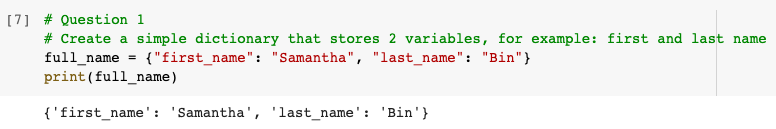 [7] # Question 1
# Create a simple dictionary that stores 2 variables, for example: first and last name
full_name = {"first_name": "Samantha", "last_name": "Bin"}
print(full_name)
{'first_name': 'Samantha', 'last_name': 'Bin'}